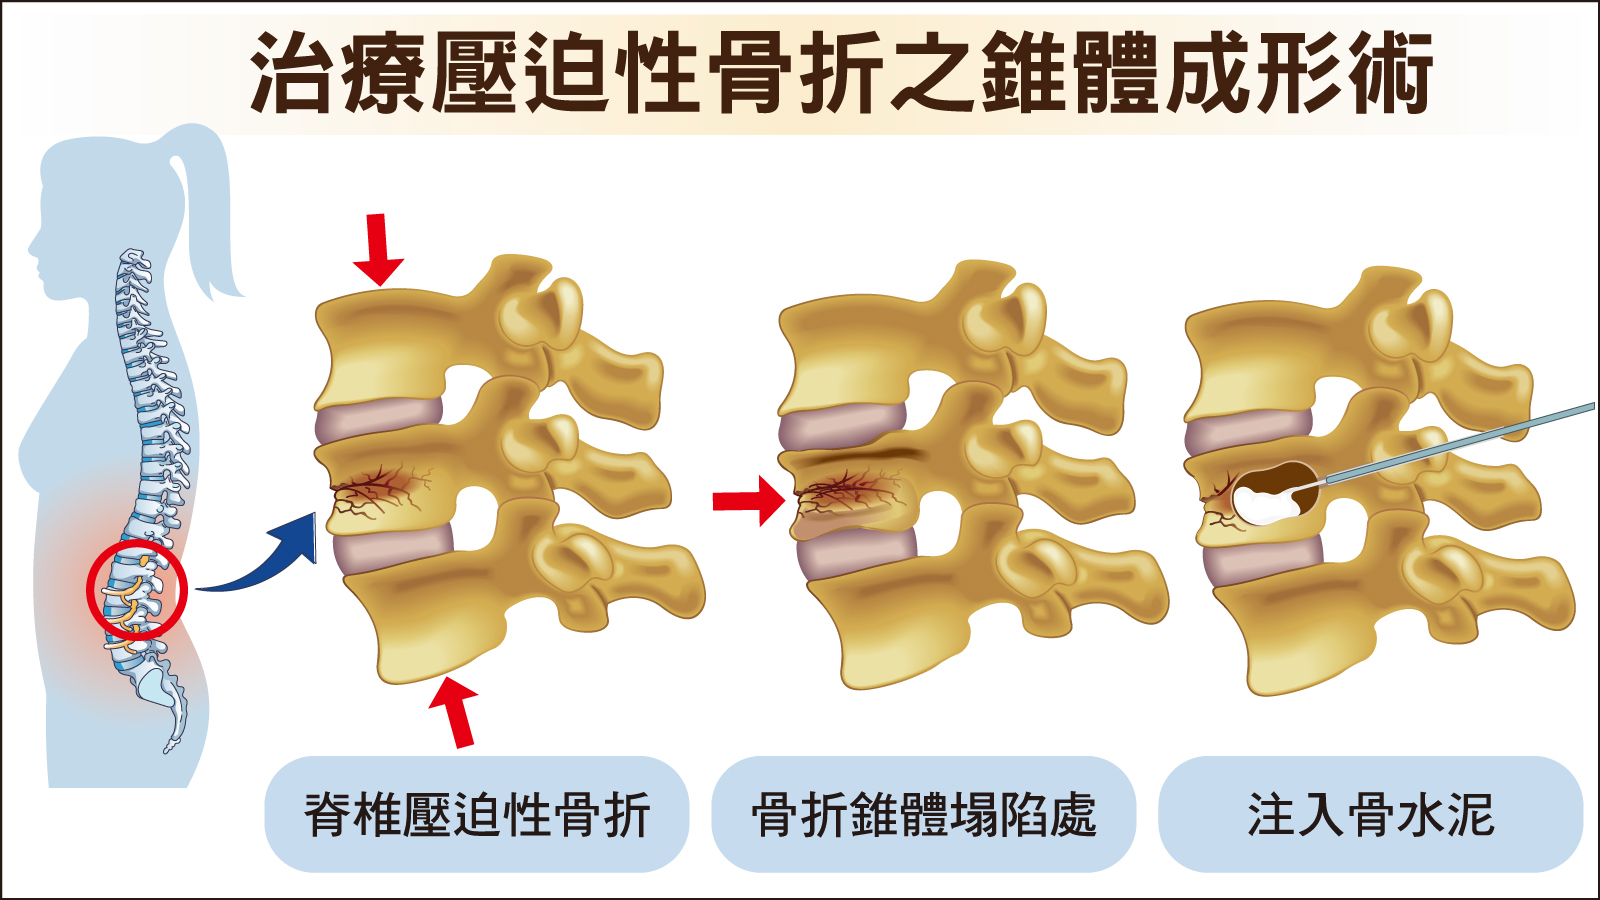 治療壓迫性骨折之錐體成形術
脊椎壓迫性骨折
骨折錐體塌陷處
注入骨水泥